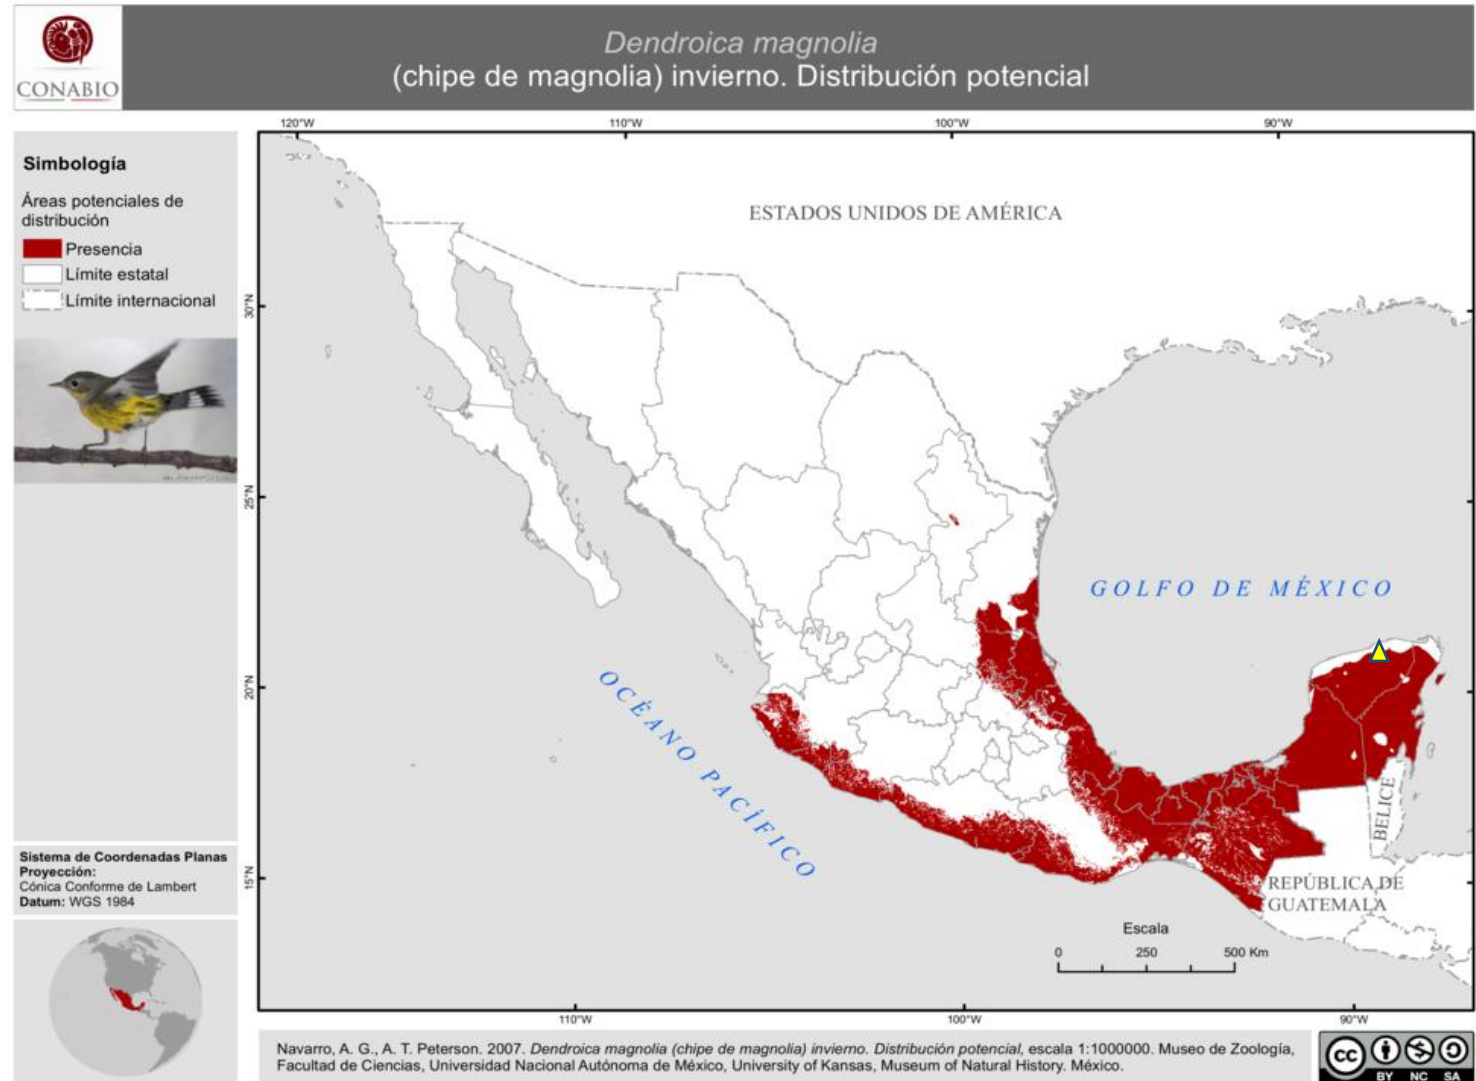 CONABIO
Dendroica magnolia
(chipe de magnolia) invierno. Distribución potencial
Simbología
Áreas potenciales de
distribución
Presencia
Límite estatal
Límite internacional
Sistema de Coordenadas Planas
Proyección:
Cónica Conforme de Lambert
Datum: WGS 1984
120°W
110°W
100°W
90°W
30°N
25°N
20°N
15°N
ESTADOS UNIDOS DE AMÉRICA
GOLFO DE MÉXICO
OCÉANO PACÍFICO
BELICE
REPÚBLICA DE
GUATEMALA
Escala
0 250 500 Km
110°W
100°W
90°W
Navarro, A. G., A. T. Peterson. 2007. Dendroica magnolia (chipe de magnolia) invierno. Distribución potencial, escala 1:1000000. Museo de Zoología,
Facultad de Ciencias, Universidad Nacional Autónoma de México, University of Kansas, Museum of Natural History. México.
cc
BY NC SA